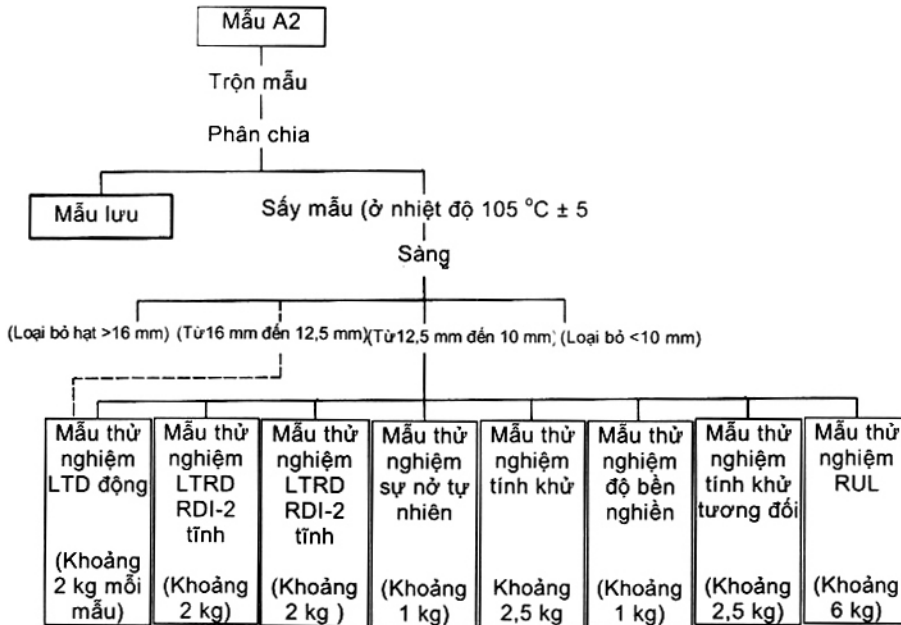 Mẫu A2
Trộn mẫu
Phân chia
Mẫu lưu
Sấy mẫu (ở nhiệt độ 105 °C ± 5
Sàng
(Loại bỏ hạt >16 mm) (Từ16 mm đến 12,5 mm) (Từ12,5 mm đến 10 mm) (Loại bỏ <10 mm)
Mẫu thử
nghiệm
LTD động
(Khoảng
2 kg mỗi
mẫu)
Mẫu thử
nghiệm
LTRD
RDI-2
tĩnh
(Khoảng
2 kg)
Mẫu thử
nghiệm
LTRD
RDI-2
tĩnh
(Khoảng
2 kg )
Mẫu thử
nghiệm
sự nở tự
nhiên
(Khoảng
1 kg)
Mẫu thử
nghiệm
tính khử
Khoảng
2,5 kg
Mẫu thử
nghiệm
độ bền
nghiền
(Khoảng
1 kg)
Mẫu thử
nghiệm
tính khử
tương đối
(Khoảng
2,5 kg)
Mẫu thử
nghiệm
RUL
(Khoảng
6 kg)